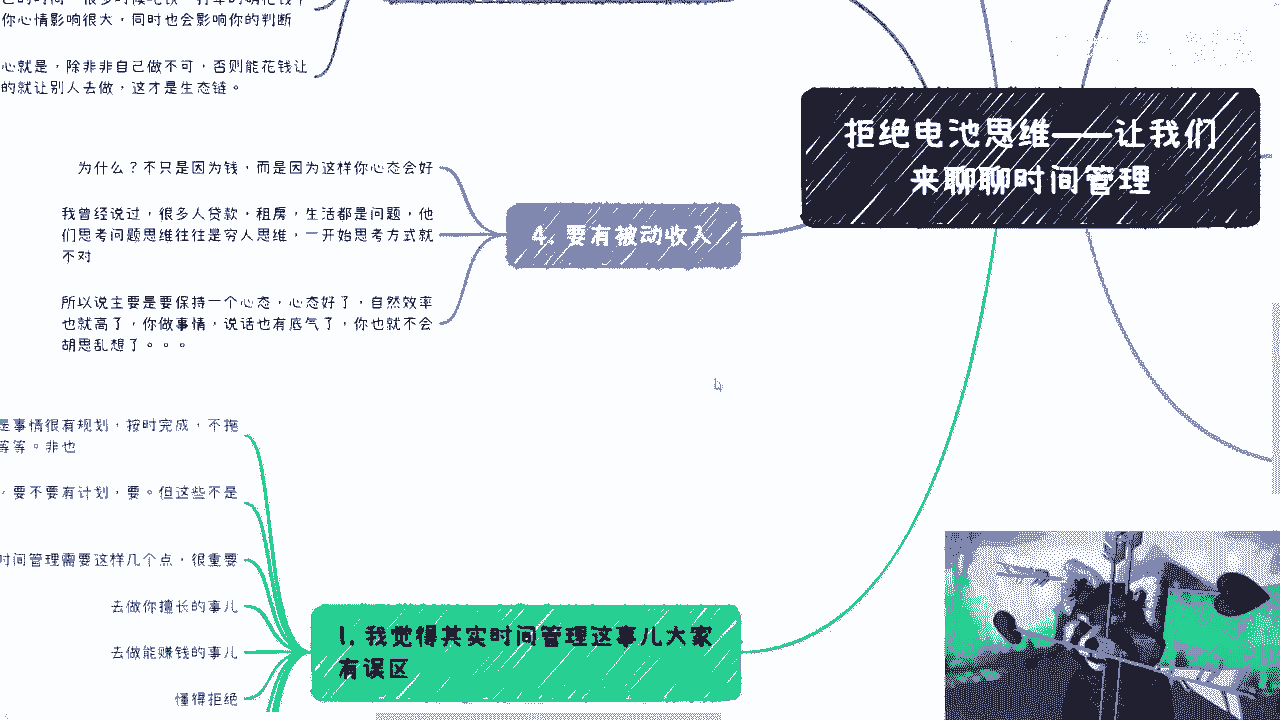 你心情影响很大，同时也会影响你的判断
心就是，除非非自己做不可，否则能花钱让
的就让别人去做，这才是生态链。
拒绝电池思维——让我们
来聊聊时间管理
为什么？不只是因为钱，而是因为这样你心态会好
我曾经说过，很多人贷款，租房，生活都是问题，他
们思考问题思维往往是穷人思维，一开始思考方式就
不对
所以说主要是要保持一个心态，心态好了，自然效率
也就高了，你做事情，说话也有底气了，你也就不会
胡思乱想了。。。
4. 要有被动收入
是事情很有规划，按时完成，不拖
等等。非也
，要不要有计划，要。但这些不是
时间管理需要这样几个点，很重要
去做你擅长的事儿
去做能赚钱的事儿
懂得拒绝
1. 我觉得其实时间管理这事儿大家
有误区